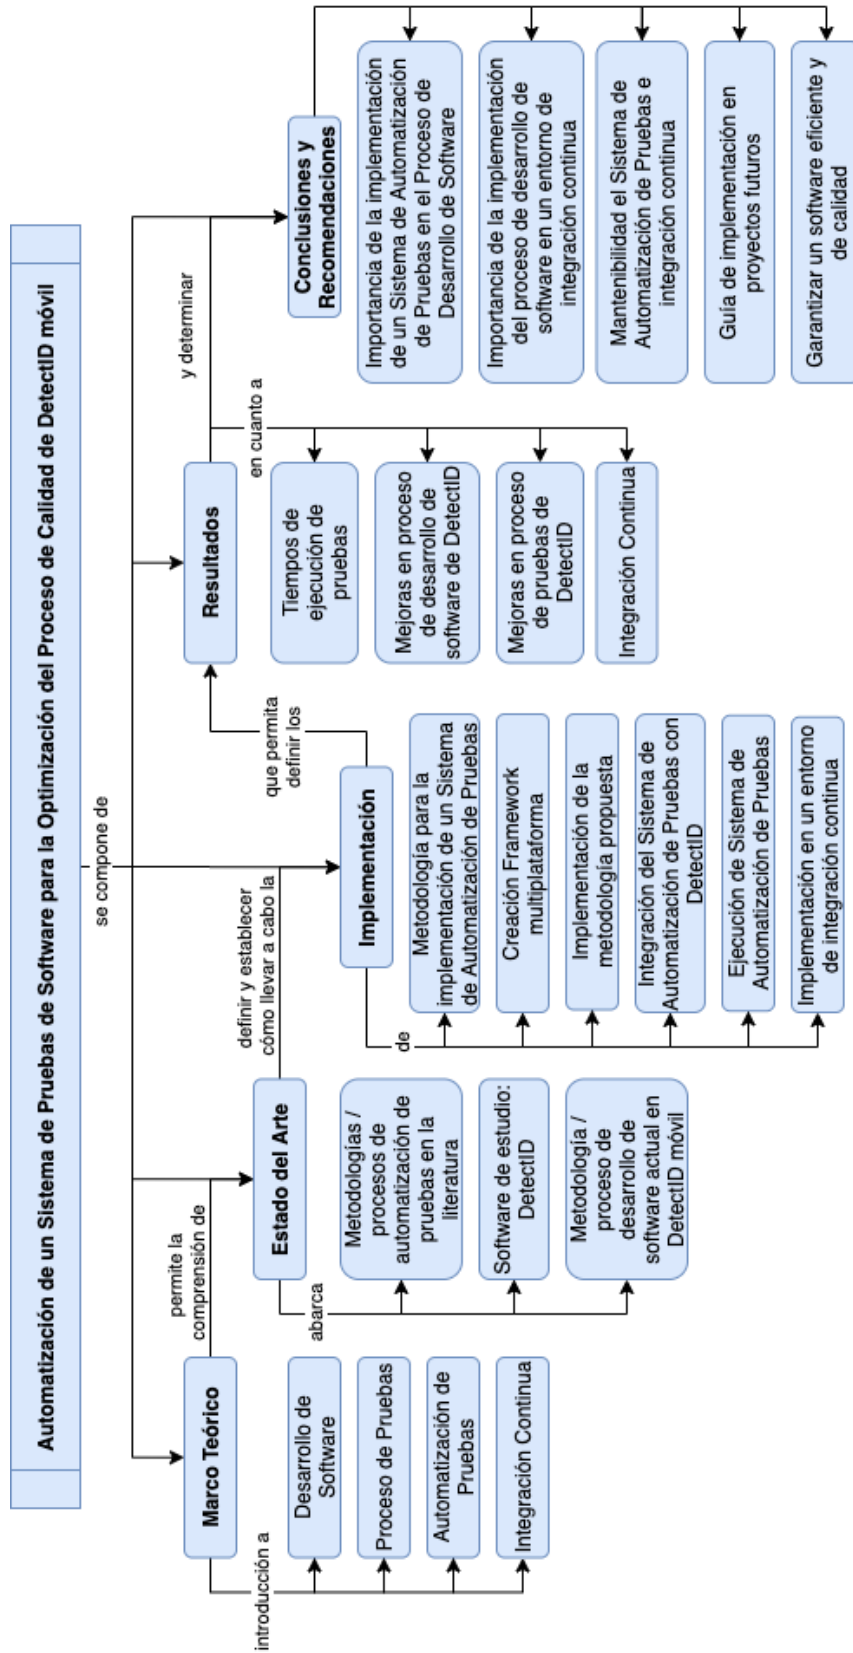 Automatización de un Sistema de Pruebas de Software para la Optimización del Proceso de Calidad de DetectID móvil
se compone de
Marco Teórico
introducción a
Desarrollo de
Software
Proceso de Pruebas
Automatización de
Pruebas
Integración Continua
permite la
comprensión de
Estado del Arte
abarca
Metodologías /
procesos de
automatización de
pruebas en la
literatura
Software de estudio:
DetectID
Metodología /
proceso de
desarrollo de
software actual en
DetectID móvil
definir y establecer
cómo llevar a cabo la
Implementación
de
Metodología para la
implementación de un Sistema
de Automatización de Pruebas
Creación Framework
multiplataforma
Implementación de la
metodología propuesta
Integración del Sistema de
Automatización de Pruebas con
DetectID
Ejecución de Sistema de
Automatización de Pruebas
Implementación en un entorno
de integración continua
que permita
definir los
Resultados
en cuanto a
Tiempos de
ejecución de
pruebas
Mejoras en proceso
de desarrollo de
software de DetectID
Mejoras en proceso
de pruebas de
DetectID
Integración Continua
y determinar
Conclusiones y
Recomendaciones
Importancia de la implementación
de un Sistema de Automatización
de Pruebas en el Proceso de
Desarrollo de Software
Importancia de la implementación
del proceso de desarrollo de
software en un entorno de
integración continua
Mantenibilidad el Sistema de
Automatización de Pruebas e
integración continua
Guía de implementación en
proyectos futuros
Garantizar un software eficiente y
de calidad